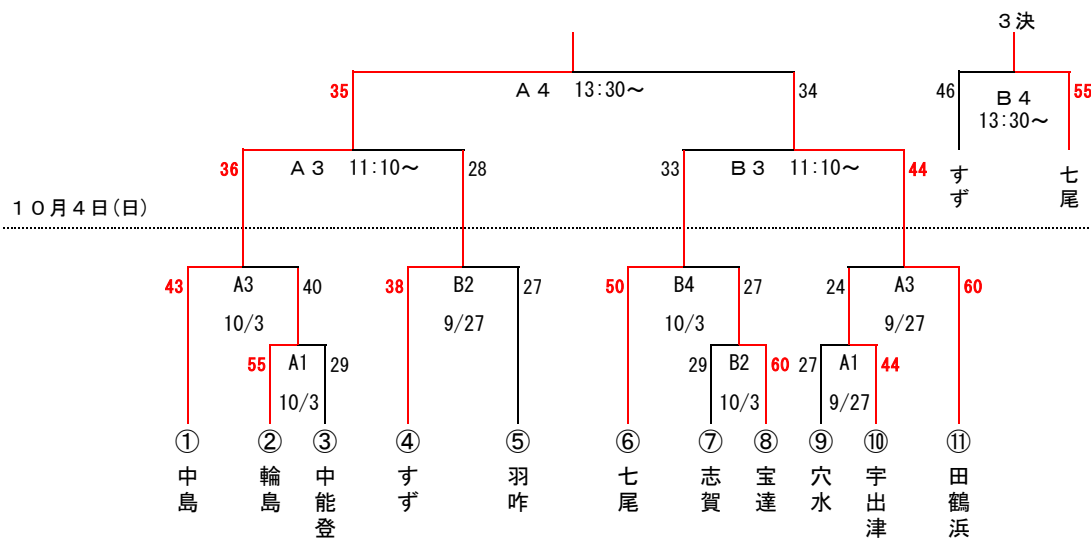 3決
35 A4 13:30～ 34
46 B4 55
13:30～
36 A3 11:10～ 28
33 B3 11:10～ 44
すず
七尾
10月4日(日)
43 A3 40
10/3
38 B2 27
9/27
50 B4 27
10/3
24 A3 60
9/27
55 A1 29
10/3
29 B2 60
10/3
27 A1 44
9/27
① ② ③ ④ ⑤ ⑥ ⑦ ⑧ ⑨ ⑩ ⑪
中島
輪島
中能登
すず
羽咋
七尾
志賀
宝達
穴水
宇出津
田鶴浜